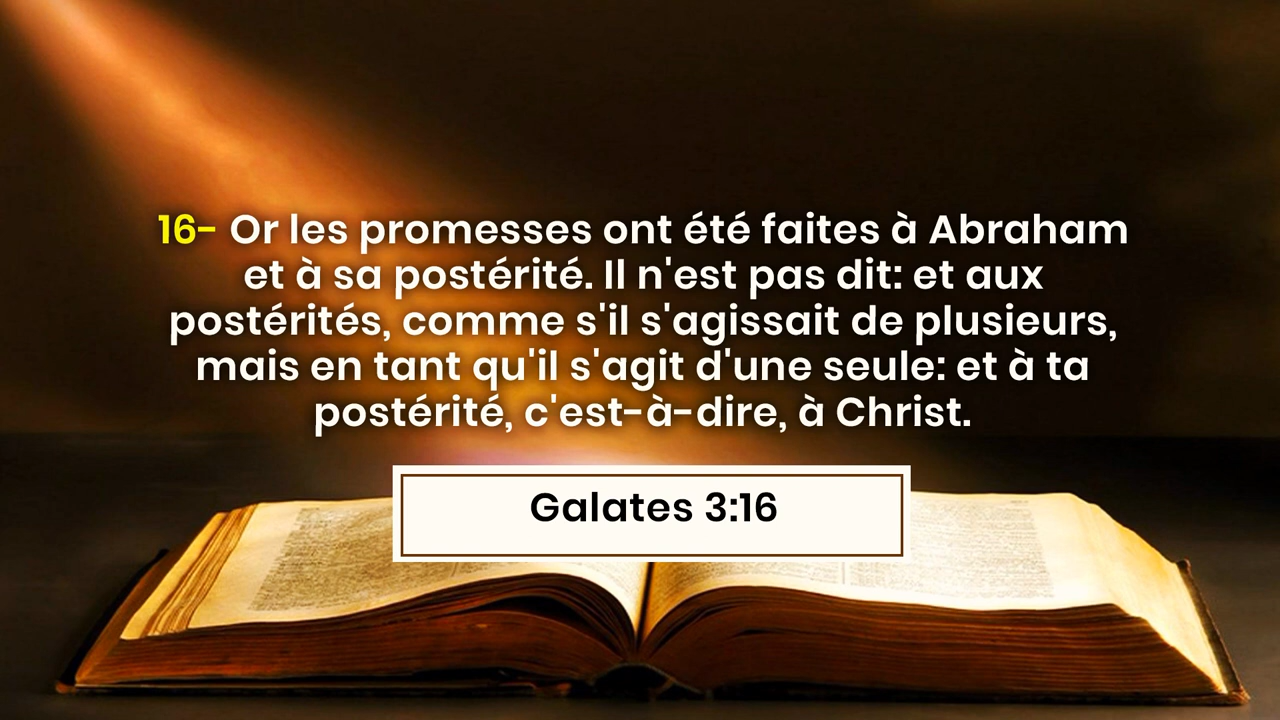 16- Or les promesses ont été faites à Abraham
et à sa postérité. Il n'est pas dit: et aux
postérités, comme s'il s'agissait de plusieurs,
mais en tant qu'il s'agit d'une seule: et à ta
postérité, c'est-à-dire, à Christ.
Galates 3:16